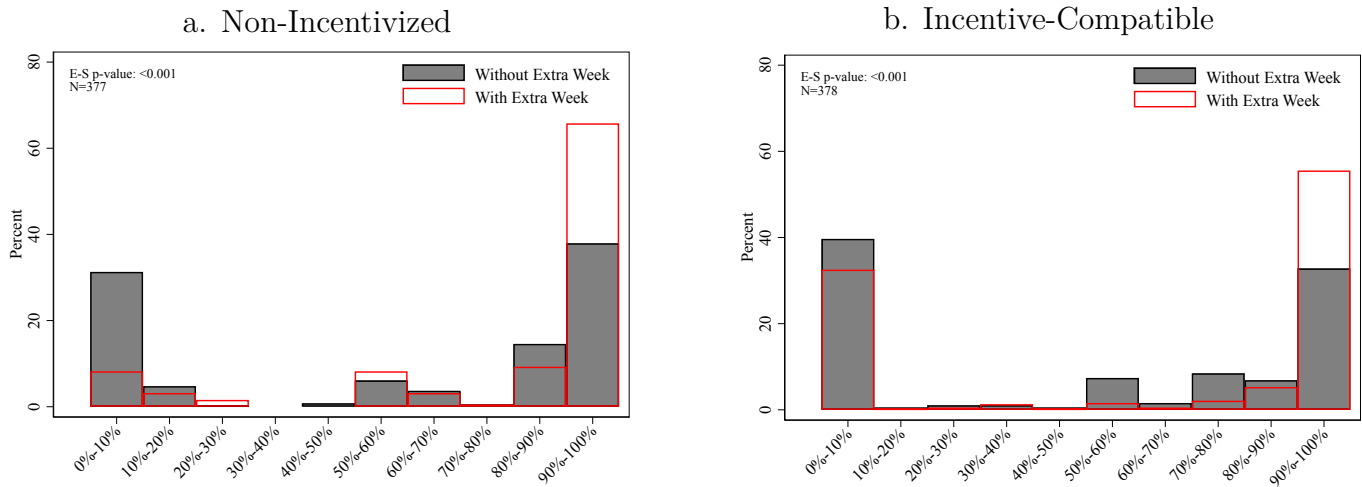 a. Non-Incentivized
E-S p-value: <0.001
N=377
Without Extra Week
With Extra Week
Percent
80
60
40
20
0
0%-10%
10%-20%
20%-30%
30%-40%
40%-50%
50%-60%
60%-70%
70%-80%
80%-90%
90%-100%
b. Incentive-Compatible
E-S p-value: <0.001
N=378
Without Extra Week
With Extra Week
Percent
80
60
40
20
0
0%-10%
10%-20%
20%-30%
30%-40%
40%-50%
50%-60%
60%-70%
70%-80%
80%-90%
90%-100%